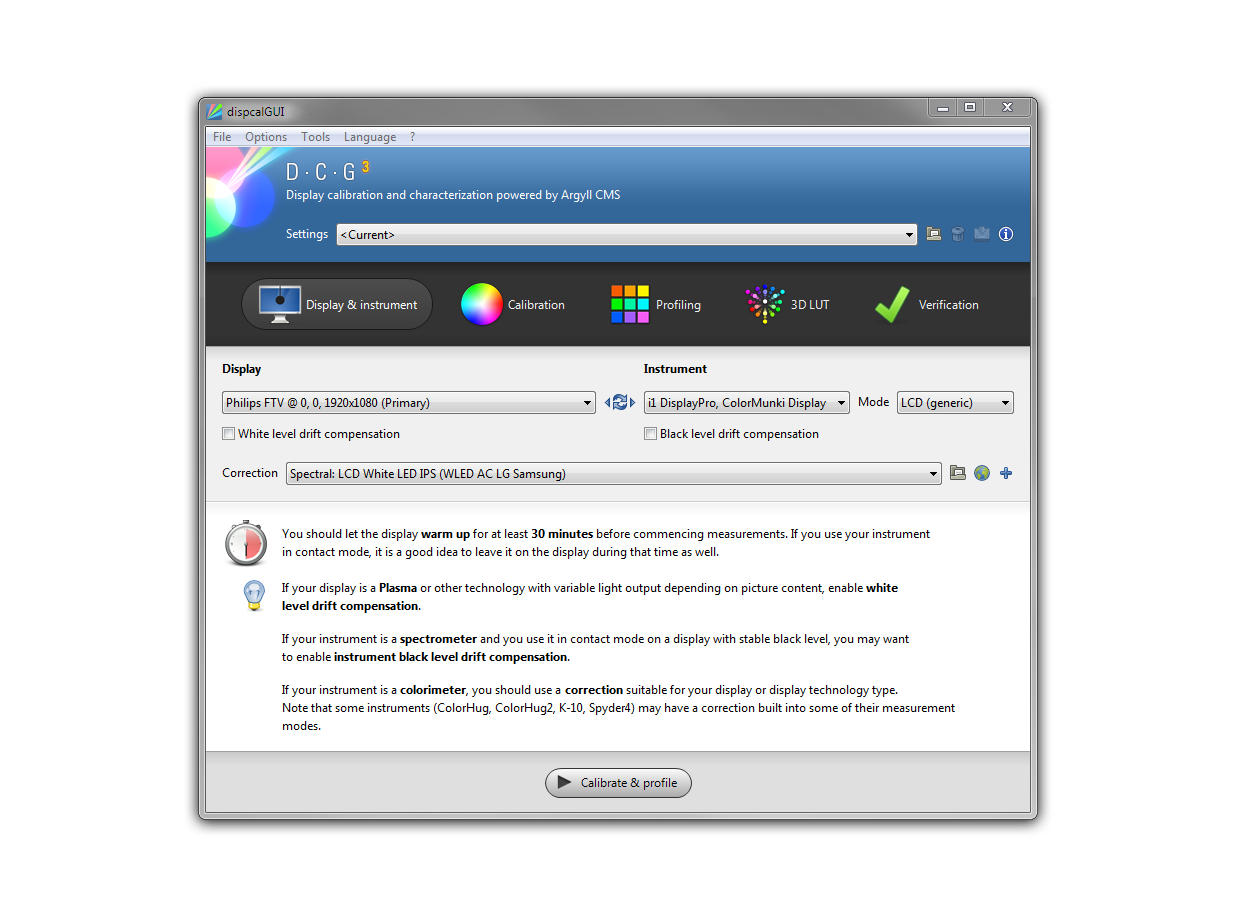 dispcalGUI
File Options Tools Language ?
D · C · G 3
Display calibration and characterization powered by Argyll CMS
Settings <Current>
Display & instrument Calibration Profiling 3D LUT Verification
Display Instrument
Philips FTV @ 0, 0, 1920x1080 (Primary) i1 DisplayPro, ColorMunki Display Mode LCD (generic)
White level drift compensation Black level drift compensation
Correction Spectral: LCD White LED IPS (WLED AC LG Samsung)
You should let the display warm up for at least 30 minutes before commencing measurements. If you use your instrument
in contact mode, it is a good idea to leave it on the display during that time as well.
If your display is a Plasma or other technology with variable light output depending on picture content, enable white
level drift compensation.
If your instrument is a spectrometer and you use it in contact mode on a display with stable black level, you may want
to enable instrument black level drift compensation.
If your instrument is a colorimeter, you should use a correction suitable for your display or display technology type.
Note that some instruments (ColorHug, ColorHug2, K-10, Spyder4) may have a correction built into some of their measurement
modes.
Calibrate & profile